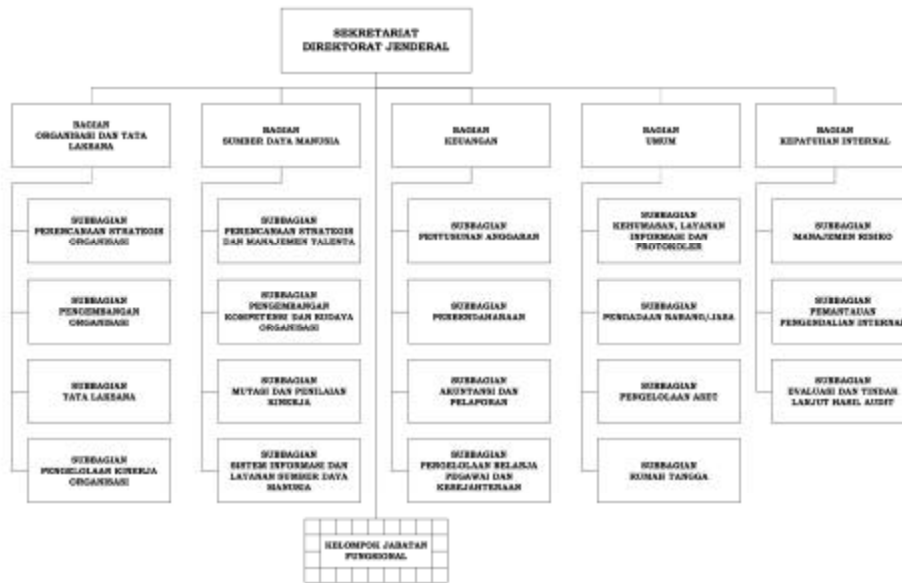 SEKRETARIAT
DIREKTORAT JENDERAL
BAGIAN
ORGANISASI DAN TATA
LAKSANA
BAGIAN
SUMBER DAYA MANUSIA
BAGIAN
KEUANGAN
BAGIAN
UMUM
BAGIAN
KEPATUHAN INTERNAL
SUBBAGIAN
PERENCANAAN STRATEGIS
ORGANISASI
SUBBAGIAN
PERENCANAAN STRATEGIS
DAN MANAJEMEN TALENTA
SUBBAGIAN
PENYUSUNAN ANGGARAN
SUBBAGIAN
KEHUMASAN, LAYANAN
INFORMASI DAN
PROTOKOLER
SUBBAGIAN
MANAJEMEN RISIKO
SUBBAGIAN
PENGEMBANGAN
ORGANISASI
SUBBAGIAN
PENGEMBANGAN
KOMPETENSI DAN BUDAYA
ORGANISASI
SUBBAGIAN
PERBENDAHARAAN
SUBBAGIAN
PENGADAAN BARANG/JASA
SUBBAGIAN
PEMANTAUAN
PENGENDALIAN INTERNAL
SUBBAGIAN
TATA LAKSANA
SUBBAGIAN
MUTASI DAN PENILAIAN
KINERJA
SUBBAGIAN
AKUNTANSI DAN
PELAPORAN
SUBBAGIAN
PENGELOLAAN ASET
SUBBAGIAN
EVALUASI DAN TINDAK
LANJUT HASIL AUDIT
SUBBAGIAN
PENGELOLAAN KINERJA
ORGANISASI
SUBBAGIAN
SISTEM INFORMASI DAN
LAYANAN SUMBER DAYA
MANUSIA
SUBBAGIAN
PENGELOLAAN BELANJA
PEGAWAI DAN
KESEJAHTERAAN
SUBBAGIAN
RUMAH TANGGA
KELOMPOK JABATAN
FUNGSIONAL